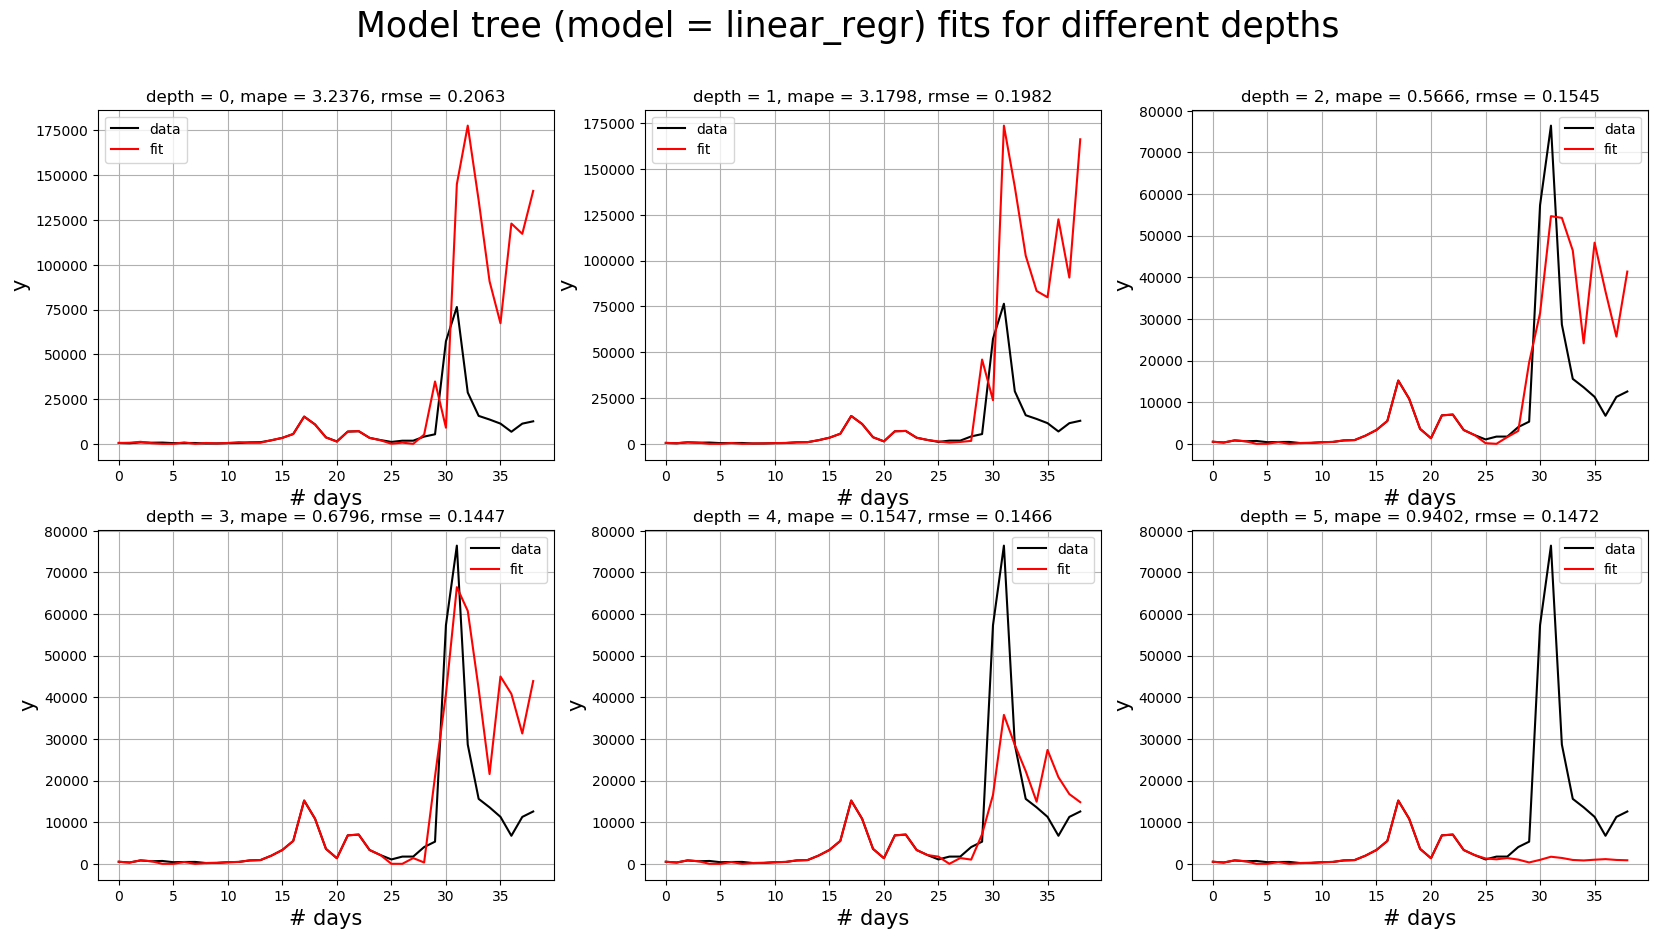 Model tree (model = linear_regr) fits for different depths
depth = 0, mape = 3.2376, rmse = 0.2063
data
fit
175000
150000
125000
100000
75000
50000
25000
0
y
0 5 10 15 20 25 30 35
# days
depth = 1, mape = 3.1798, rmse = 0.1982
data
fit
175000
150000
125000
100000
75000
50000
25000
0
y
0 5 10 15 20 25 30 35
# days
depth = 2, mape = 0.5666, rmse = 0.1545
data
fit
80000
70000
60000
50000
40000
30000
20000
10000
0
y
0 5 10 15 20 25 30 35
# days
depth = 3, mape = 0.6796, rmse = 0.1447
data
fit
80000
70000
60000
50000
40000
30000
20000
10000
0
y
0 5 10 15 20 25 30 35
# days
depth = 4, mape = 0.1547, rmse = 0.1466
data
fit
80000
70000
60000
50000
40000
30000
20000
10000
0
y
0 5 10 15 20 25 30 35
# days
depth = 5, mape = 0.9402, rmse = 0.1472
data
fit
80000
70000
60000
50000
40000
30000
20000
10000
0
y
0 5 10 15 20 25 30 35
# days